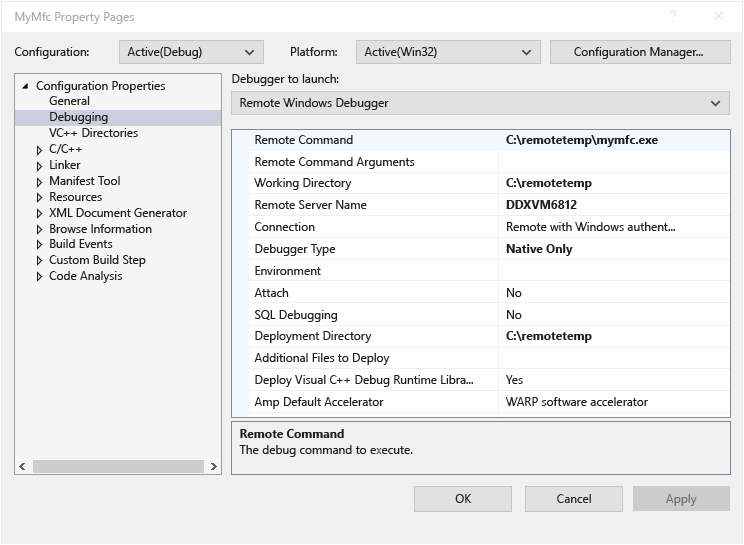 MyMfc Property Pages
?
Configuration: Active(Debug) Platform: Active(Win32) Configuration Manager...
Configuration Properties
General
Debugging
VC++ Directories
C/C++
Linker
Manifest Tool
Resources
XML Document Generator
Browse Information
Build Events
Custom Build Step
Code Analysis
Debugger to launch:
Remote Windows Debugger
Remote Command C:\remotetemp\mymfc.exe
Remote Command Arguments
Working Directory C:\remotetemp
Remote Server Name DDXVM6812
Connection Remote with Windows authent...
Debugger Type Native Only
Environment
Attach No
SQL Debugging No
Deployment Directory C:\remotetemp
Additional Files to Deploy
Deploy Visual C++ Debug Runtime Libra... Yes
Amp Default Accelerator WARP software accelerator
Remote Command
The debug command to execute.
OK Cancel Apply